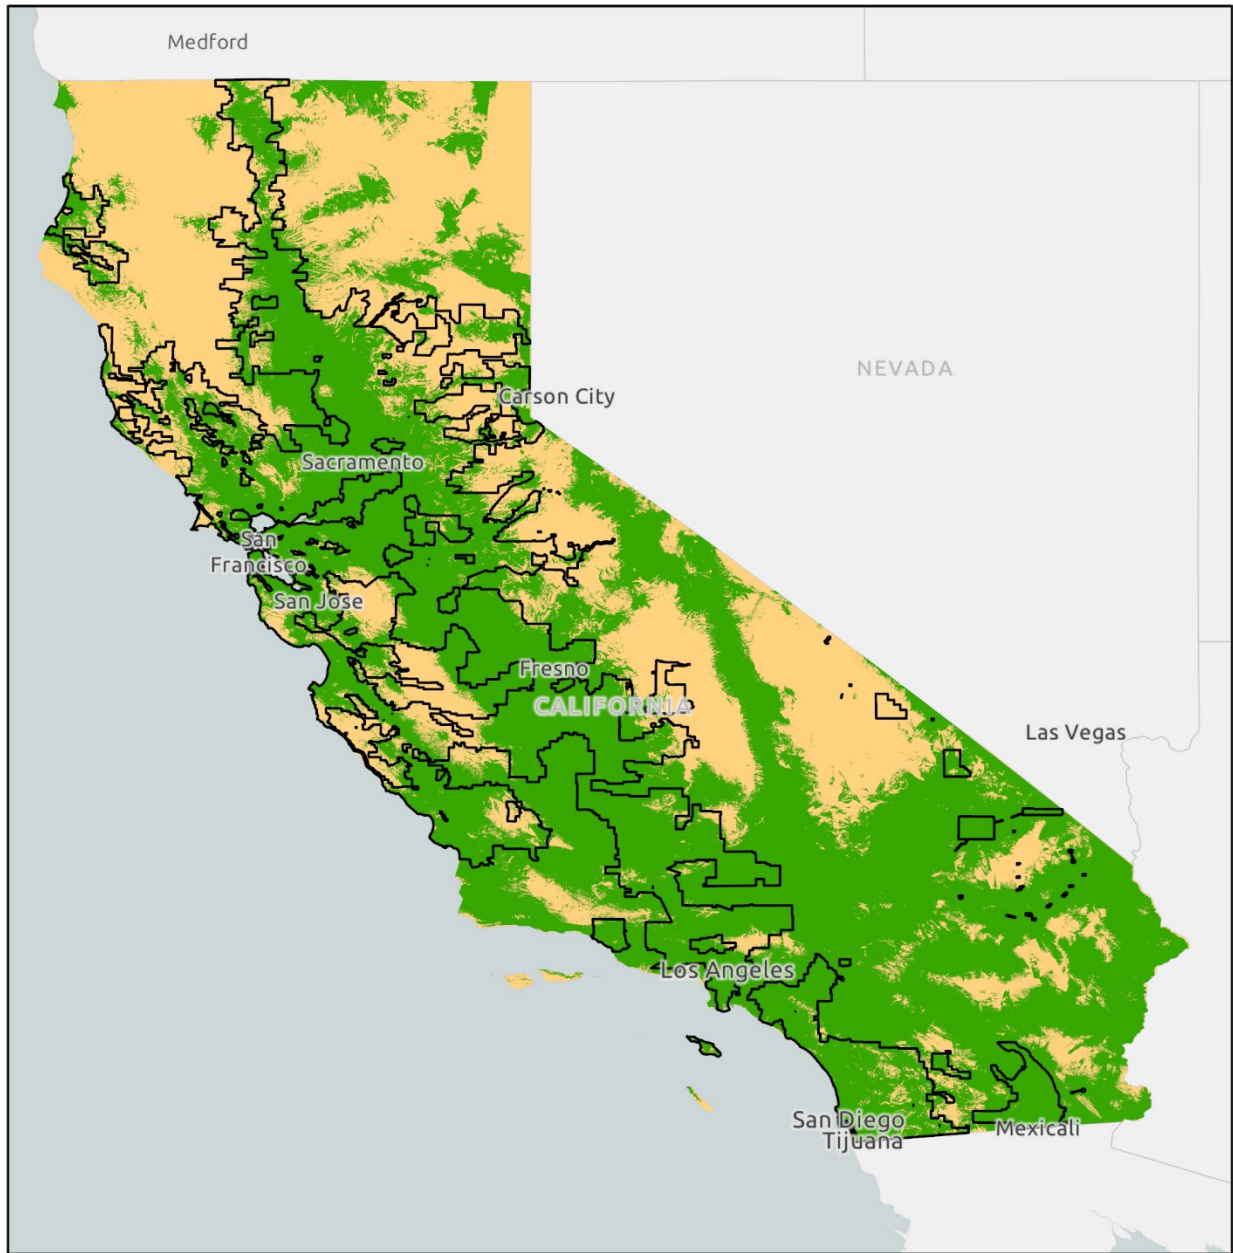 Medford
NEVADA
Carson City
Sacramento
San
Francisco
San Jose
Fresno
CALIFORNIA
Las Vegas
Los Angeles
San Diego
Tijuana
Mexicali